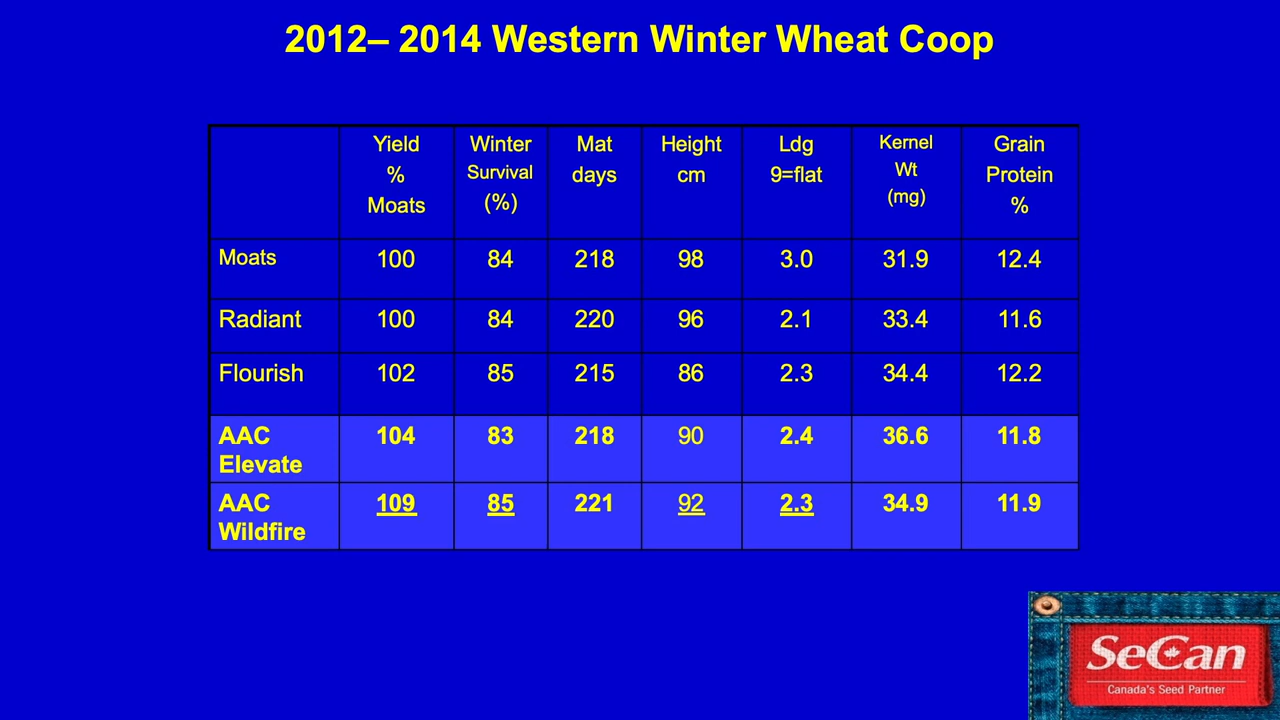 2012– 2014 Western Winter Wheat Coop
Yield % Moats | Winter Survival (%) | Mat days | Height cm | Ldg 9=flat | Kernel Wt (mg) | Grain Protein %
Moats 100 84 218 98 3.0 31.9 12.4
Radiant 100 84 220 96 2.1 33.4 11.6
Flourish 102 85 215 86 2.3 34.4 12.2
AAC Elevate 104 83 218 90 2.4 36.6 11.8
AAC Wildfire 109 85 221 92 2.3 34.9 11.9
SeCan
Canada's Seed Partner